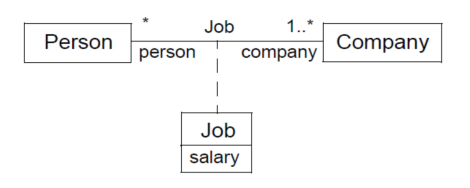 * Job 1..*
Person Company
person company
Job
salary